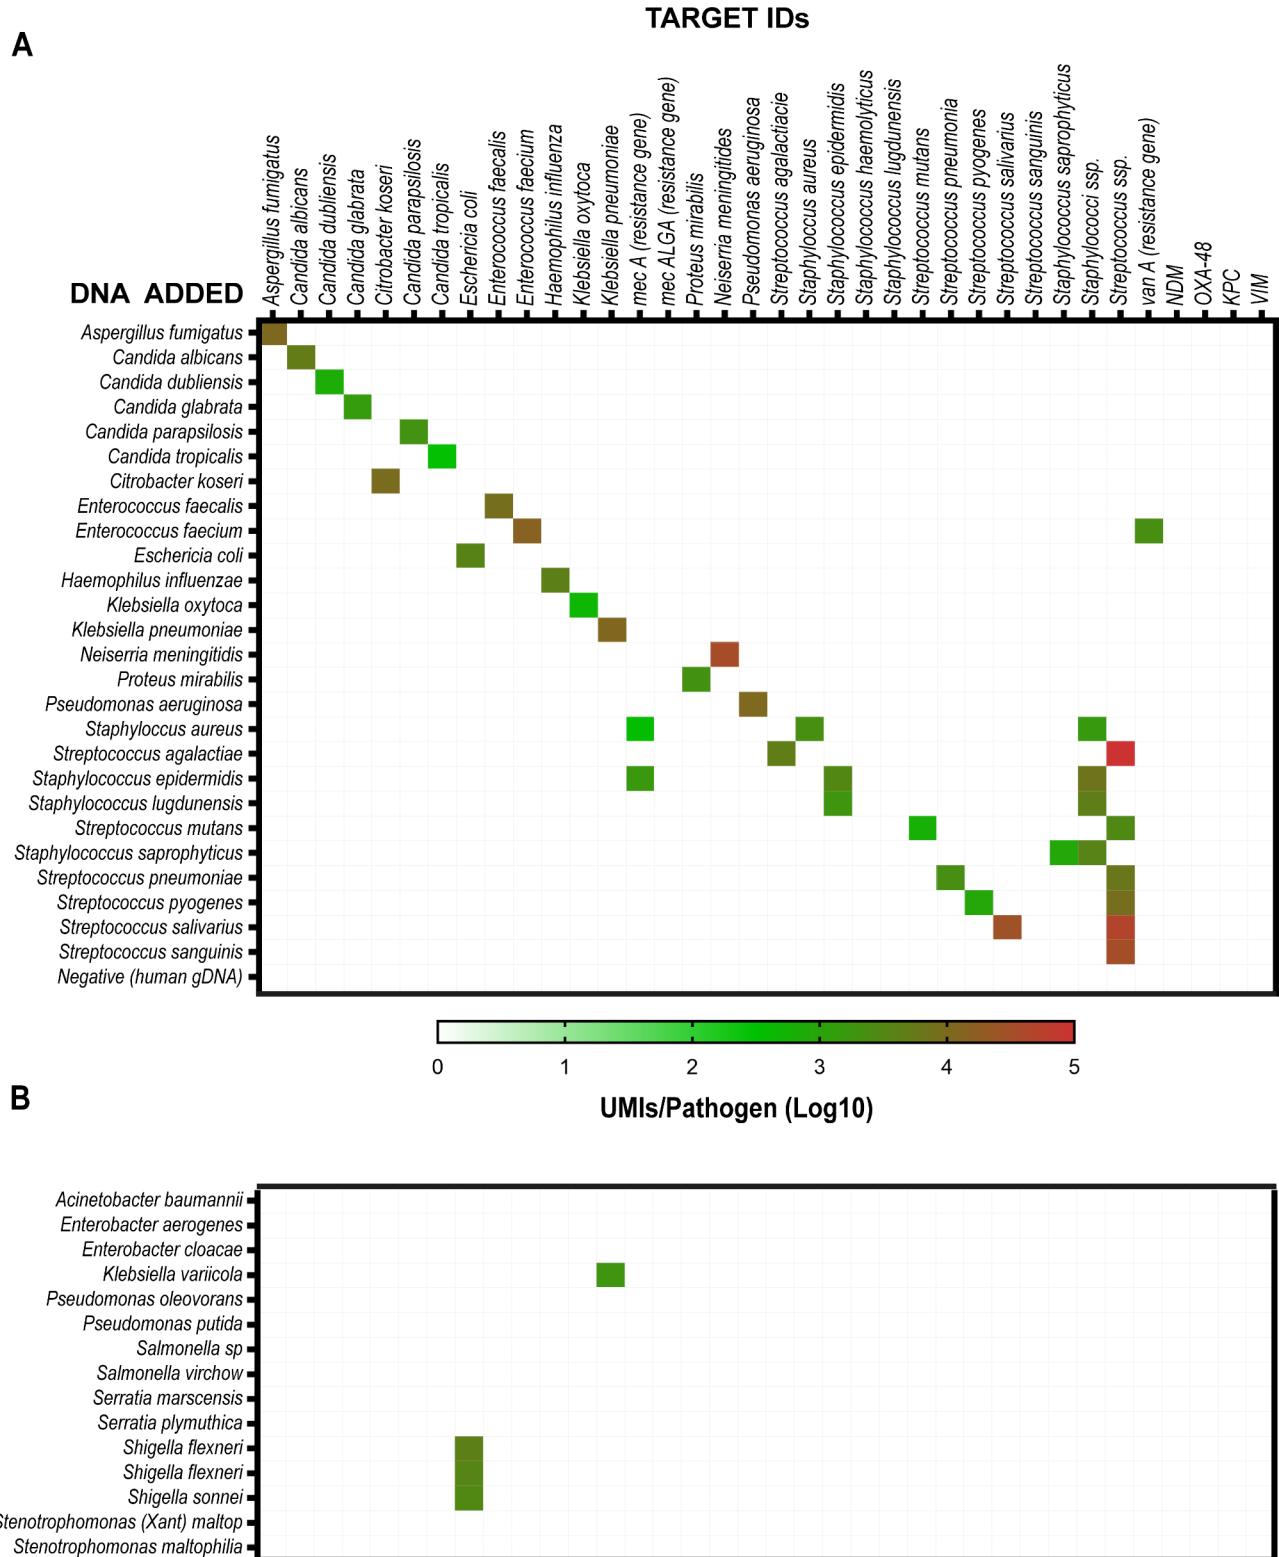 TARGET IDs
A
Aspergillus fumigatus
Candida albicans
Candida dubliensis
Candida glabrata
Citrobacter koseri
Candida parapsilosis
Candida tropicalis
Eschericia coli
Enterococcus faecalis
Enterococcus faecium
Haemophilus influenza
Klebsiella oxytoca
Klebsiella pneumoniae
mec A (resistance gene)
mec ALGA (resistance gene)
Proteus mirabilis
Neiserria meningitides
Pseudomonas aeruginosa
Streptococcus agalactiacie
Staphylococcus aureus
Staphylococcus epidermidis
Staphylococcus haemolyticus
Staphylococcus lugdunensis
Streptococcus mutans
Streptococcus pneumonia
Streptococcus pyogenes
Streptococcus salivarius
Streptococcus sanguinis
Staphylococcus saprophyticus
Staphylococci ssp.
Streptococcus ssp.
van A (resistance gene)
NDM
OXA-48
KPC
VIM
DNA ADDED
Aspergillus fumigatus
Candida albicans
Candida dubliensis
Candida glabrata
Candida parapsilosis
Candida tropicalis
Citrobacter koseri
Enterococcus faecalis
Enterococcus faecium
Eschericia coli
Haemophilus influenzae
Klebsiella oxytoca
Klebsiella pneumoniae
Neiserria meningitidis
Proteus mirabilis
Pseudomonas aeruginosa
Staphyloccus aureus
Streptococcus agalactiae
Staphylococcus epidermidis
Staphylococcus lugdunensis
Streptococcus mutans
Staphylococcus saprophyticus
Streptococcus pneumoniae
Streptococcus pyogenes
Streptococcus salivarius
Streptococcus sanguinis
Negative (human gDNA)
0 1 2 3 4 5
UMIs/Pathogen (Log10)
B
Acinetobacter baumannii
Enterobacter aerogenes
Enterobacter cloacae
Klebsiella variicola
Pseudomonas oleovorans
Pseudomonas putida
Salmonella sp
Salmonella virchow
Serratia marscensis
Serratia plymuthica
Shigella flexneri
Shigella flexneri
Shigella sonnei
Stenotrophomonas (Xant) maltop
Stenotrophomonas maltophilia